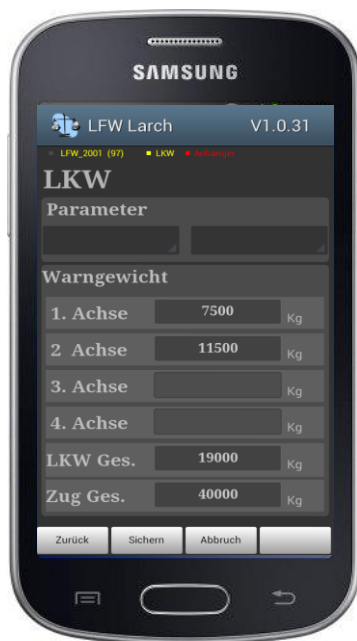 SAMSUNG
LFW Larch V1.0.31
LFW_2001 (97) LKW Anhänger
LKW
Parameter
Warngewicht
1. Achse 7500 Kg
2 Achse 11500 Kg
3. Achse Kg
4. Achse Kg
LKW Ges. 19000 Kg
Zug Ges. 40000 Kg
Zurück Sichern Abbruch